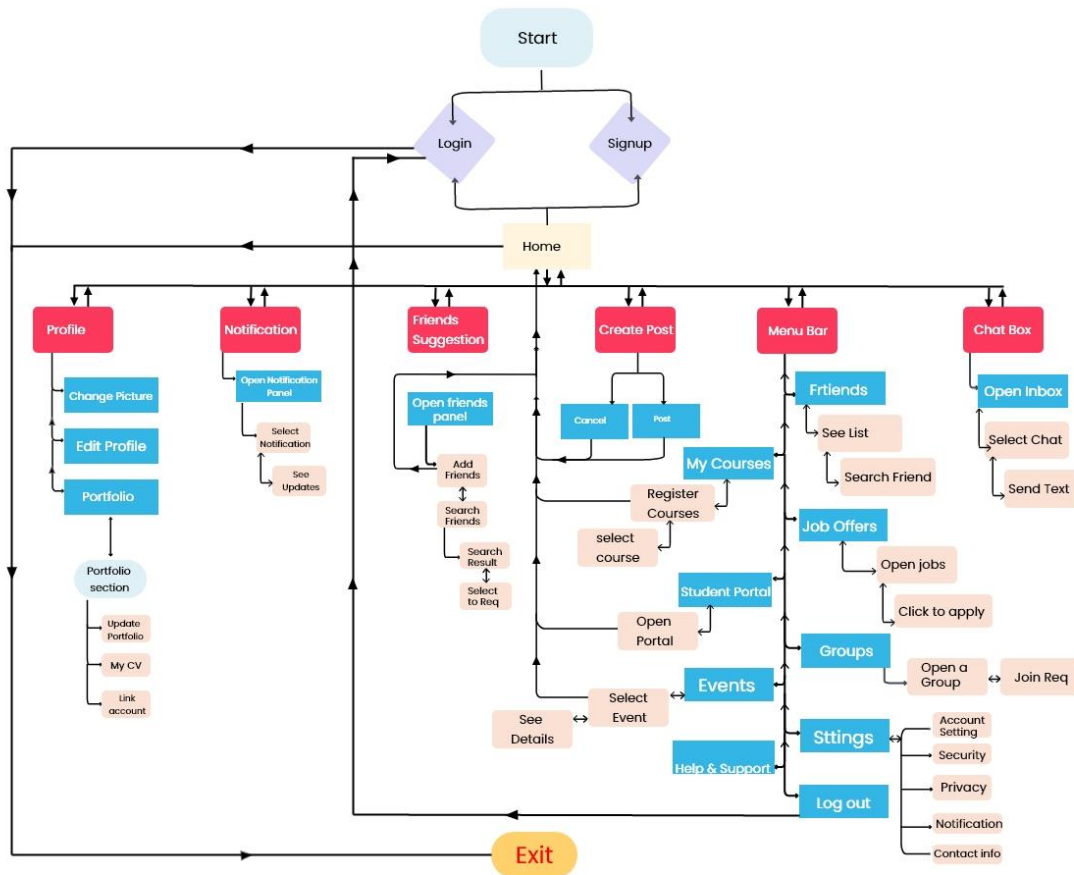 Start
Login
Signup
Home
Profile
Notification
Friends
Suggestion
Create Post
Menu Bar
Chat Box
Change Picture
Edit Profile
Portfolio
Portfolio
section
Update
Portfolio
My CV
Link
account
Open Notification
Panel
Select
Notification
See
Updates
Open friends
panel
Add
Friends
Search
Friends
Search
Result
Select
to Req
Cancel
Post
My Courses
Register
Courses
select
course
Student Portal
Open
Portal
Events
Select
Event
See
Details
Help & Support
Frtiends
See List
Search Friend
Job Offers
Open jobs
Click to apply
Groups
Open a
Group
Join Req
Sttings
Account
Setting
Security
Privacy
Notification
Contact info
Log out
Open Inbox
Select Chat
Send Text
Exit